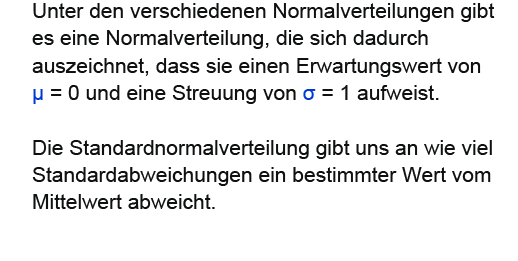 Unter den verschiedenen Normalverteilungen gibt
es eine Normalverteilung, die sich dadurch
auszeichnet, dass sie einen Erwartungswert von
μ = 0 und eine Streuung von σ = 1 aufweist.
Die Standardnormalverteilung gibt uns an wie viel
Standardabweichungen ein bestimmter Wert vom
Mittelwert abweicht.